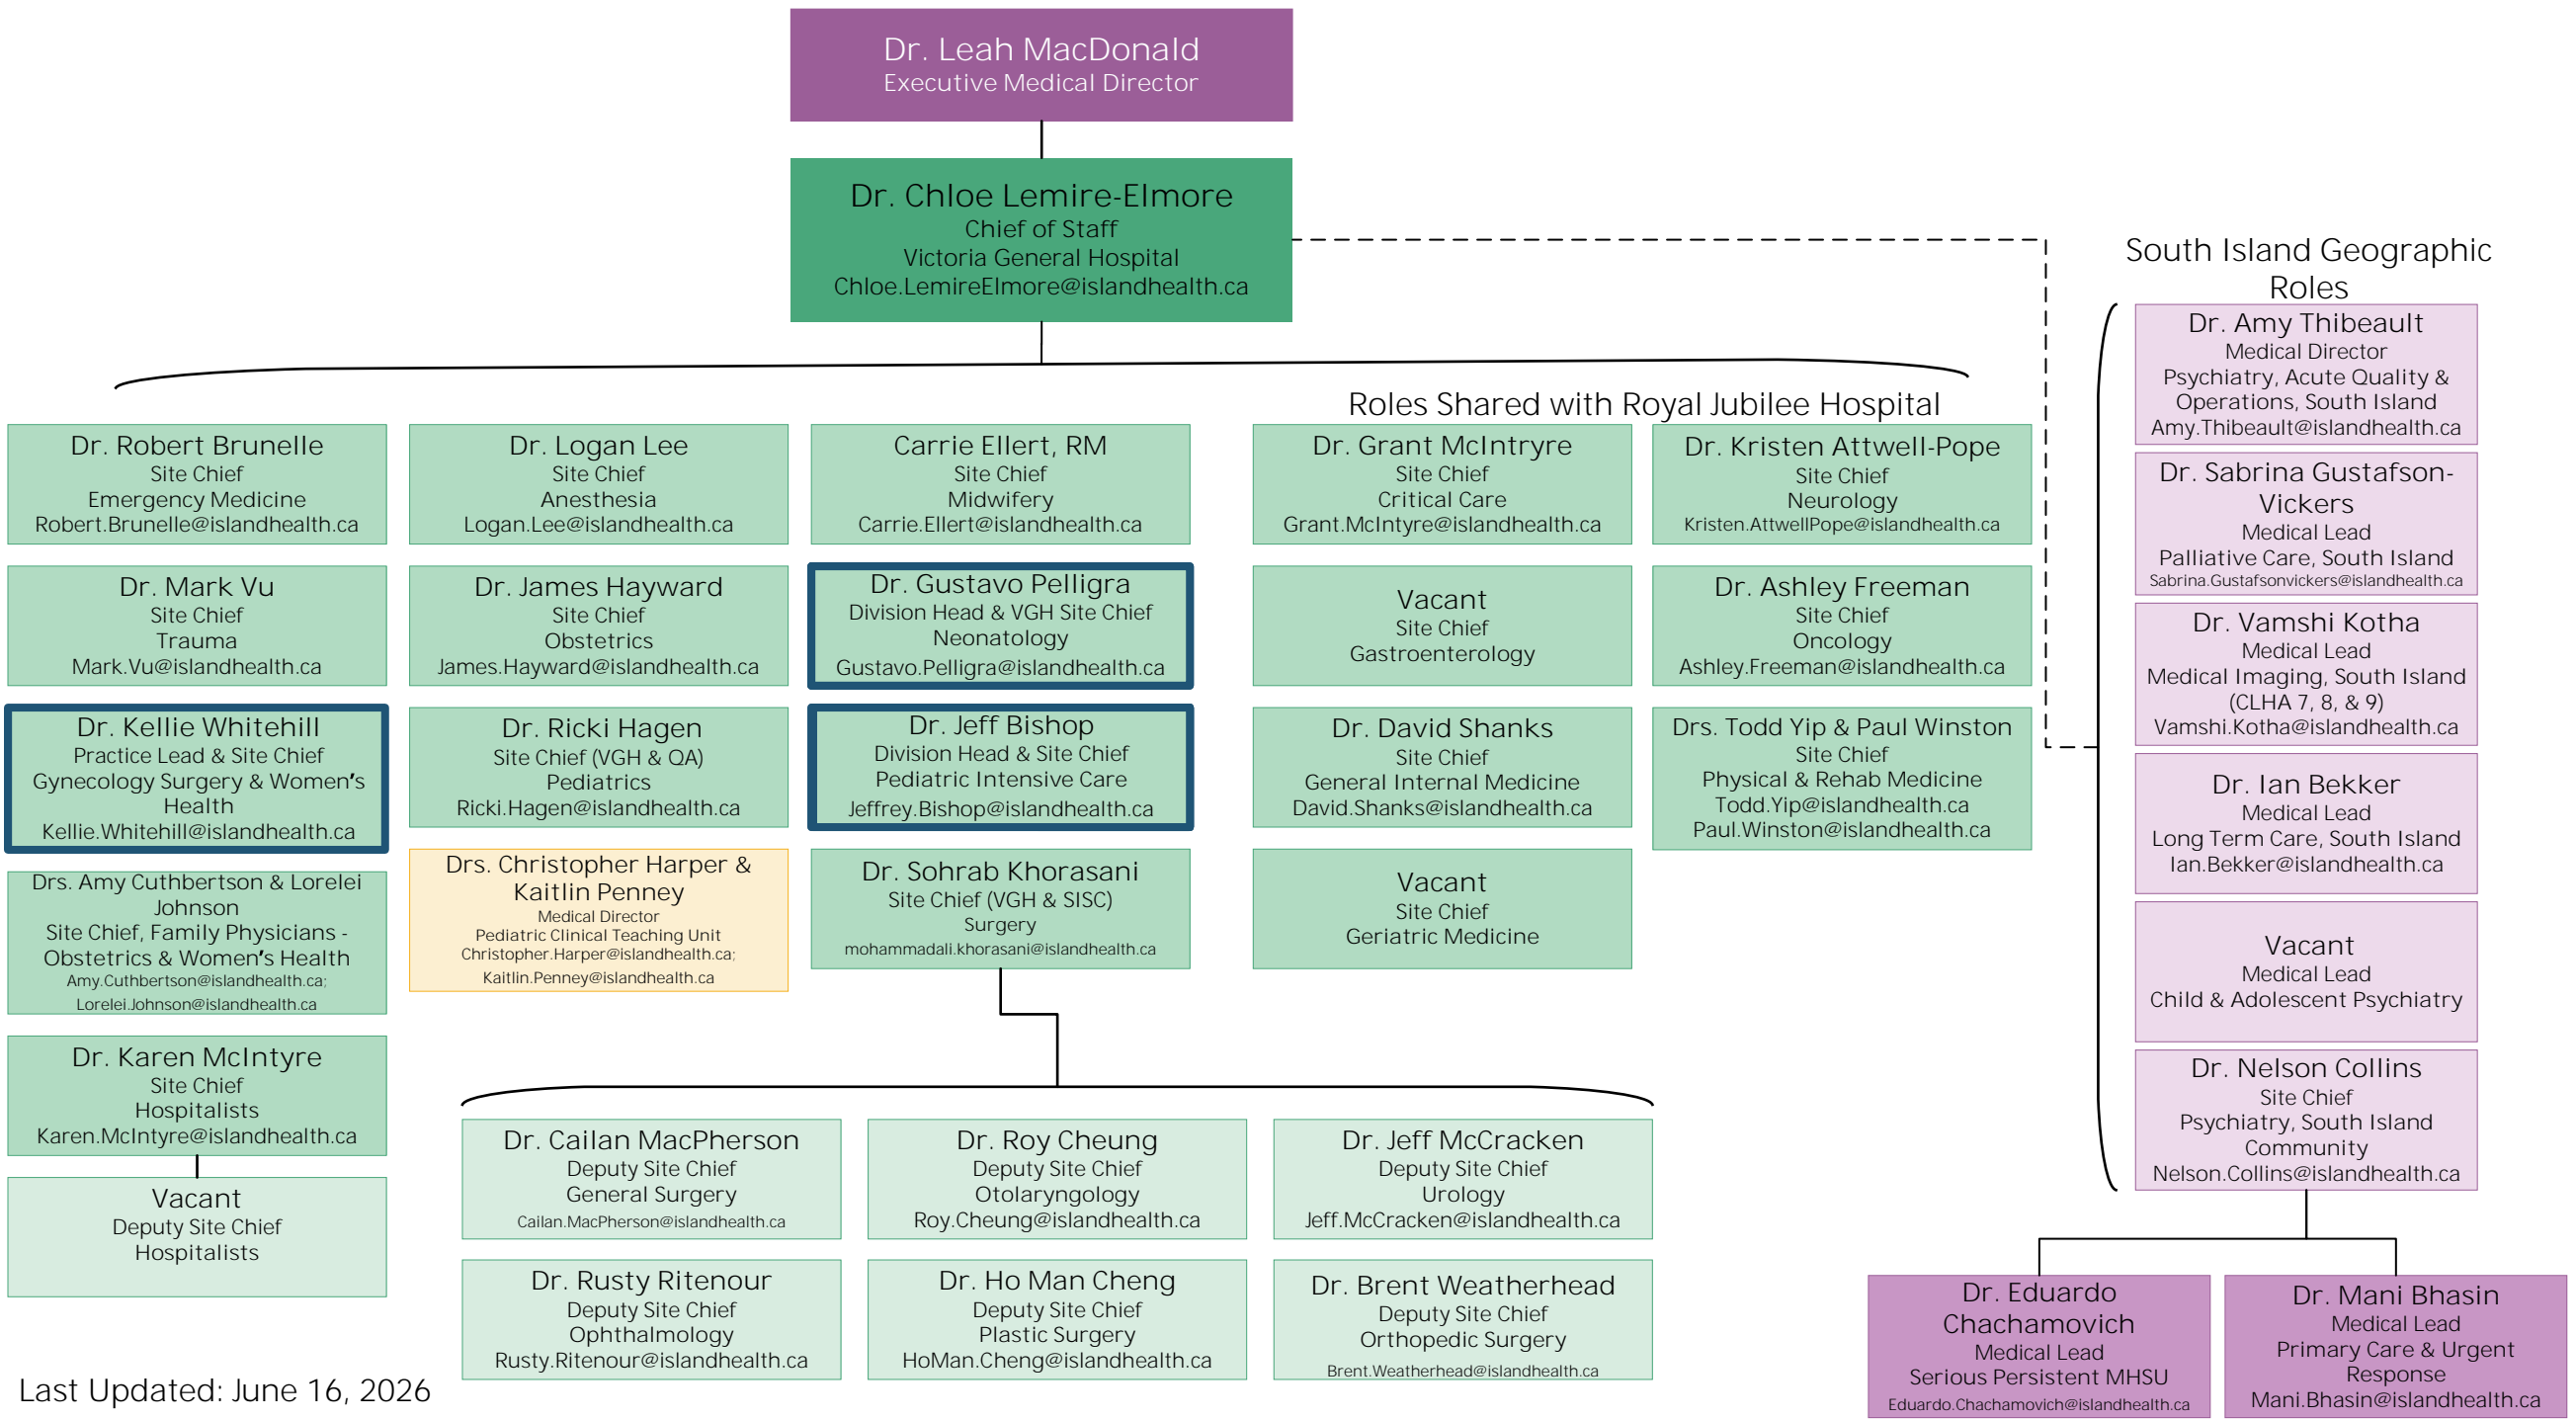 Dr. Leah MacDonald
Executive Medical Director
Dr. Chloe Lemire-Elmore
Chief of Staff
Victoria General Hospital
Chloe.LemireElmore@islandhealth.ca
Roles Shared with Royal Jubilee Hospital
Dr. Robert Brunelle
Site Chief
Emergency Medicine
Robert.Brunelle@islandhealth.ca
Dr. Logan Lee
Site Chief
Anesthesia
Logan.Lee@islandhealth.ca
Carrie Ellert, RM
Site Chief
Midwifery
Carrie.Ellert@islandhealth.ca
Dr. Grant McIntryre
Site Chief
Critical Care
Grant.McIntyre@islandhealth.ca
Dr. Kristen Attwell-Pope
Site Chief
Neurology
Kristen.AttwellPope@islandhealth.ca
Dr. Mark Vu
Site Chief
Trauma
Mark.Vu@islandhealth.ca
Dr. James Hayward
Site Chief
Obstetrics
James.Hayward@islandhealth.ca
Dr. Gustavo Pelligra
Division Head & VGH Site Chief
Neonatology
Gustavo.Pelligra@islandhealth.ca
Vacant
Site Chief
Gastroenterology
Dr. Ashley Freeman
Site Chief
Oncology
Ashley.Freeman@islandhealth.ca
Dr. Kellie Whitehill
Practice Lead & Site Chief
Gynecology Surgery & Women's
Health
Kellie.Whitehill@islandhealth.ca
Dr. Ricki Hagen
Site Chief (VGH & QA)
Pediatrics
Ricki.Hagen@islandhealth.ca
Dr. Jeff Bishop
Division Head & Site Chief
Pediatric Intensive Care
Jeffrey.Bishop@islandhealth.ca
Dr. David Shanks
Site Chief
General Internal Medicine
David.Shanks@islandhealth.ca
Drs. Todd Yip & Paul Winston
Site Chief
Physical & Rehab Medicine
Todd.Yip@islandhealth.ca
Paul.Winston@islandhealth.ca
Drs. Amy Cuthbertson & Lorelei
Johnson
Site Chief, Family Physicians -
Obstetrics & Women's Health
Amy.Cuthbertson@islandhealth.ca;
Lorelei.Johnson@islandhealth.ca
Drs. Christopher Harper &
Kaitlin Penney
Medical Director
Pediatric Clinical Teaching Unit
Christopher.Harper@islandhealth.ca;
Kaitlin.Penney@islandhealth.ca
Dr. Sohrab Khorasani
Site Chief (VGH & SISC)
Surgery
mohammadali.khorasani@islandhealth.ca
Vacant
Site Chief
Geriatric Medicine
Dr. Karen McIntyre
Site Chief
Hospitalists
Karen.McIntyre@islandhealth.ca
Vacant
Deputy Site Chief
Hospitalists
Dr. Cailan MacPherson
Deputy Site Chief
General Surgery
Cailan.MacPherson@islandhealth.ca
Dr. Roy Cheung
Deputy Site Chief
Otolaryngology
Roy.Cheung@islandhealth.ca
Dr. Jeff McCracken
Deputy Site Chief
Urology
Jeff.McCracken@islandhealth.ca
Dr. Rusty Ritenour
Deputy Site Chief
Ophthalmology
Rusty.Ritenour@islandhealth.ca
Dr. Ho Man Cheng
Deputy Site Chief
Plastic Surgery
HoMan.Cheng@islandhealth.ca
Dr. Brent Weatherhead
Deputy Site Chief
Orthopedic Surgery
Brent.Weatherhead@islandhealth.ca
South Island Geographic
Roles
Dr. Amy Thibeault
Medical Director
Psychiatry, Acute Quality &
Operations, South Island
Amy.Thibeault@islandhealth.ca
Dr. Sabrina Gustafson-
Vickers
Medical Lead
Palliative Care, South Island
Sabrina.Gustafsonvickers@islandhealth.ca
Dr. Vamshi Kotha
Medical Lead
Medical Imaging, South Island
(CLHA 7, 8, & 9)
Vamshi.Kotha@islandhealth.ca
Dr. Ian Bekker
Medical Lead
Long Term Care, South Island
Ian.Bekker@islandhealth.ca
Vacant
Medical Lead
Child & Adolescent Psychiatry
Dr. Nelson Collins
Site Chief
Psychiatry, South Island
Community
Nelson.Collins@islandhealth.ca
Dr. Eduardo
Chachamovich
Medical Lead
Serious Persistent MHSU
Eduardo.Chachamovich@islandhealth.ca
Dr. Mani Bhasin
Medical Lead
Primary Care & Urgent
Response
Mani.Bhasin@islandhealth.ca
Last Updated: June 16, 2026